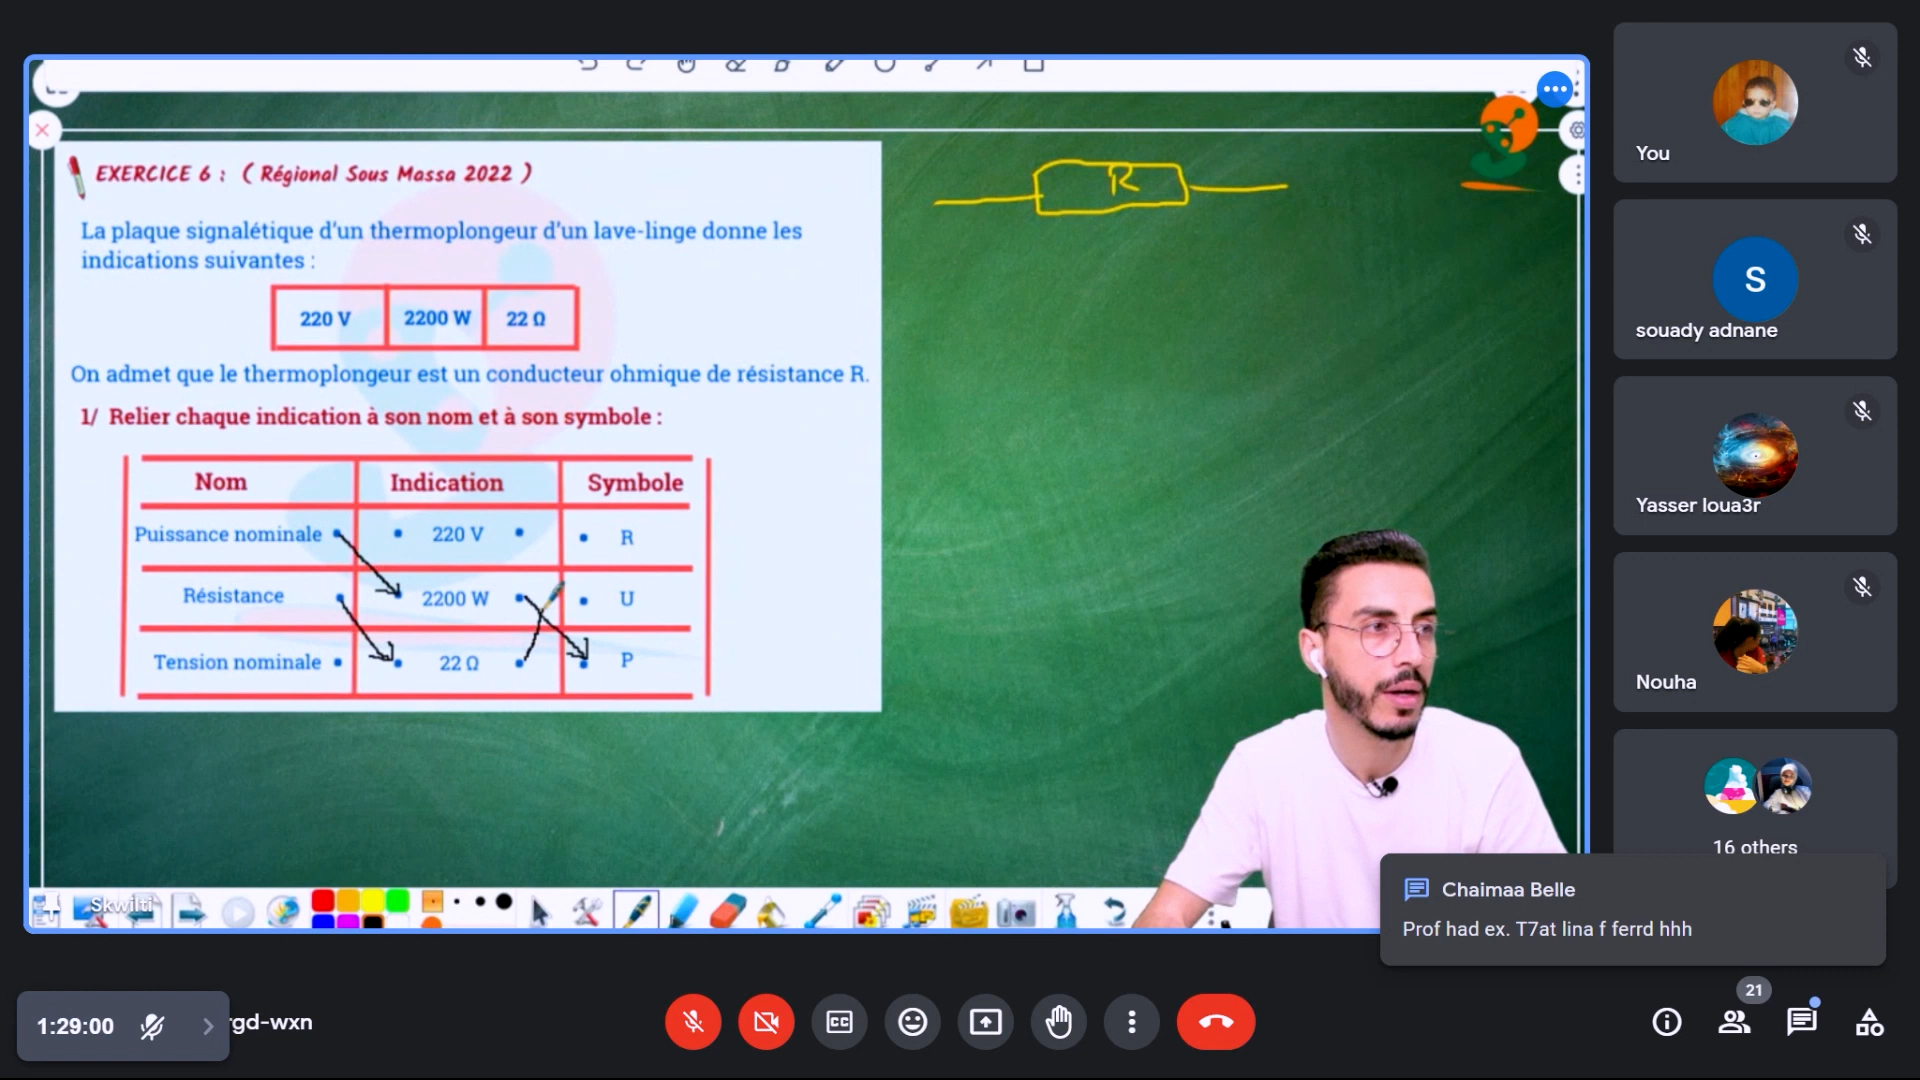 You
souady adnane
S
Yasser loua3r
Nouha
16 others
EXERCICE 6 : ( Régional Sous Massa 2022 )
R
La plaque signalétique d'un thermoplongeur d'un lave-linge donne les
indications suivantes :
220 V 2200 W 22 Ω
On admet que le thermoplongeur est un conducteur ohmique de résistance R.
1/ Relier chaque indication à son nom et à son symbole :
Nom Indication Symbole
Puissance nominale • • 220 V • • R
Résistance • • 2200 W • • U
Tension nominale • • 22 Ω • • P
Skwilti
Chaimaa Belle
Prof had ex. T7at lina f ferrd hhh
1:29:00
rgd-wxn
CC
21